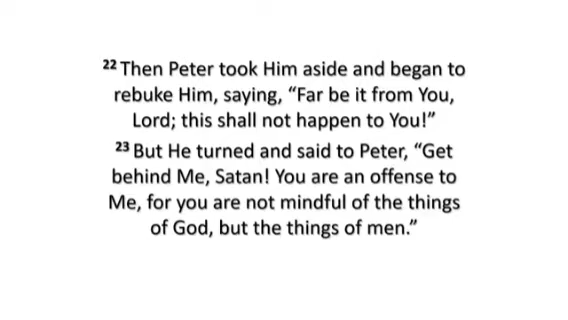 22 Then Peter took Him aside and began to
rebuke Him, saying, “Far be it from You,
Lord; this shall not happen to You!”
23 But He turned and said to Peter, “Get
behind Me, Satan! You are an offense to
Me, for you are not mindful of the things
of God, but the things of men.”